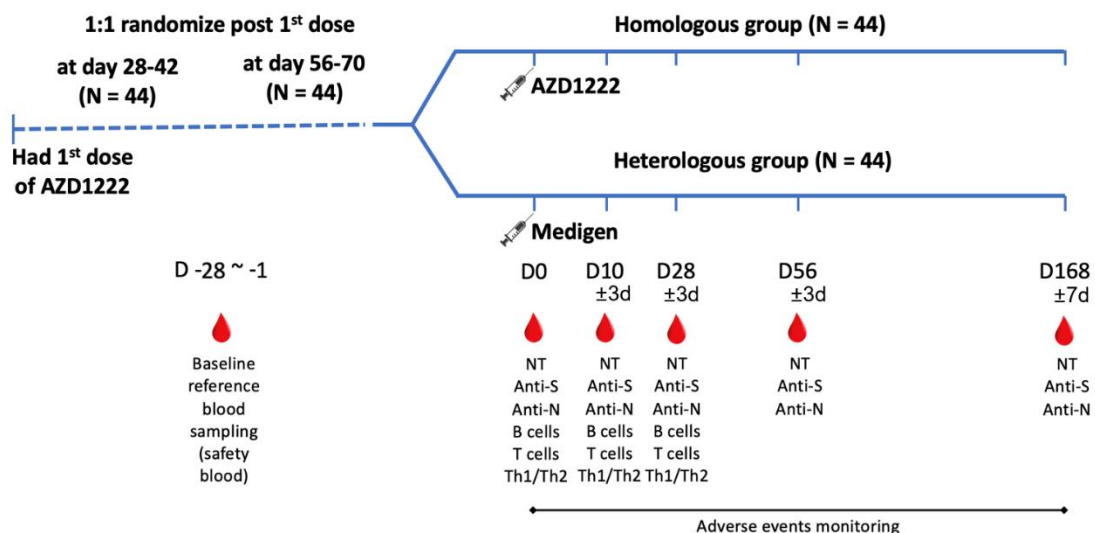 1:1 randomize post 1st dose
at day 28-42
(N = 44)
at day 56-70
(N = 44)
Had 1st dose
of AZD1222
Homologous group (N = 44)
AZD1222
Heterologous group (N = 44)
Medigen
D -28 ~ -1
D0
D10
±3d
D28
±3d
D56
±3d
D168
±7d
Baseline
reference
blood
sampling
(safety
blood)
NT
Anti-S
Anti-N
B cells
T cells
Th1/Th2
NT
Anti-S
Anti-N
B cells
T cells
Th1/Th2
NT
Anti-S
Anti-N
B cells
T cells
Th1/Th2
NT
Anti-S
Anti-N
NT
Anti-S
Anti-N
Adverse events monitoring